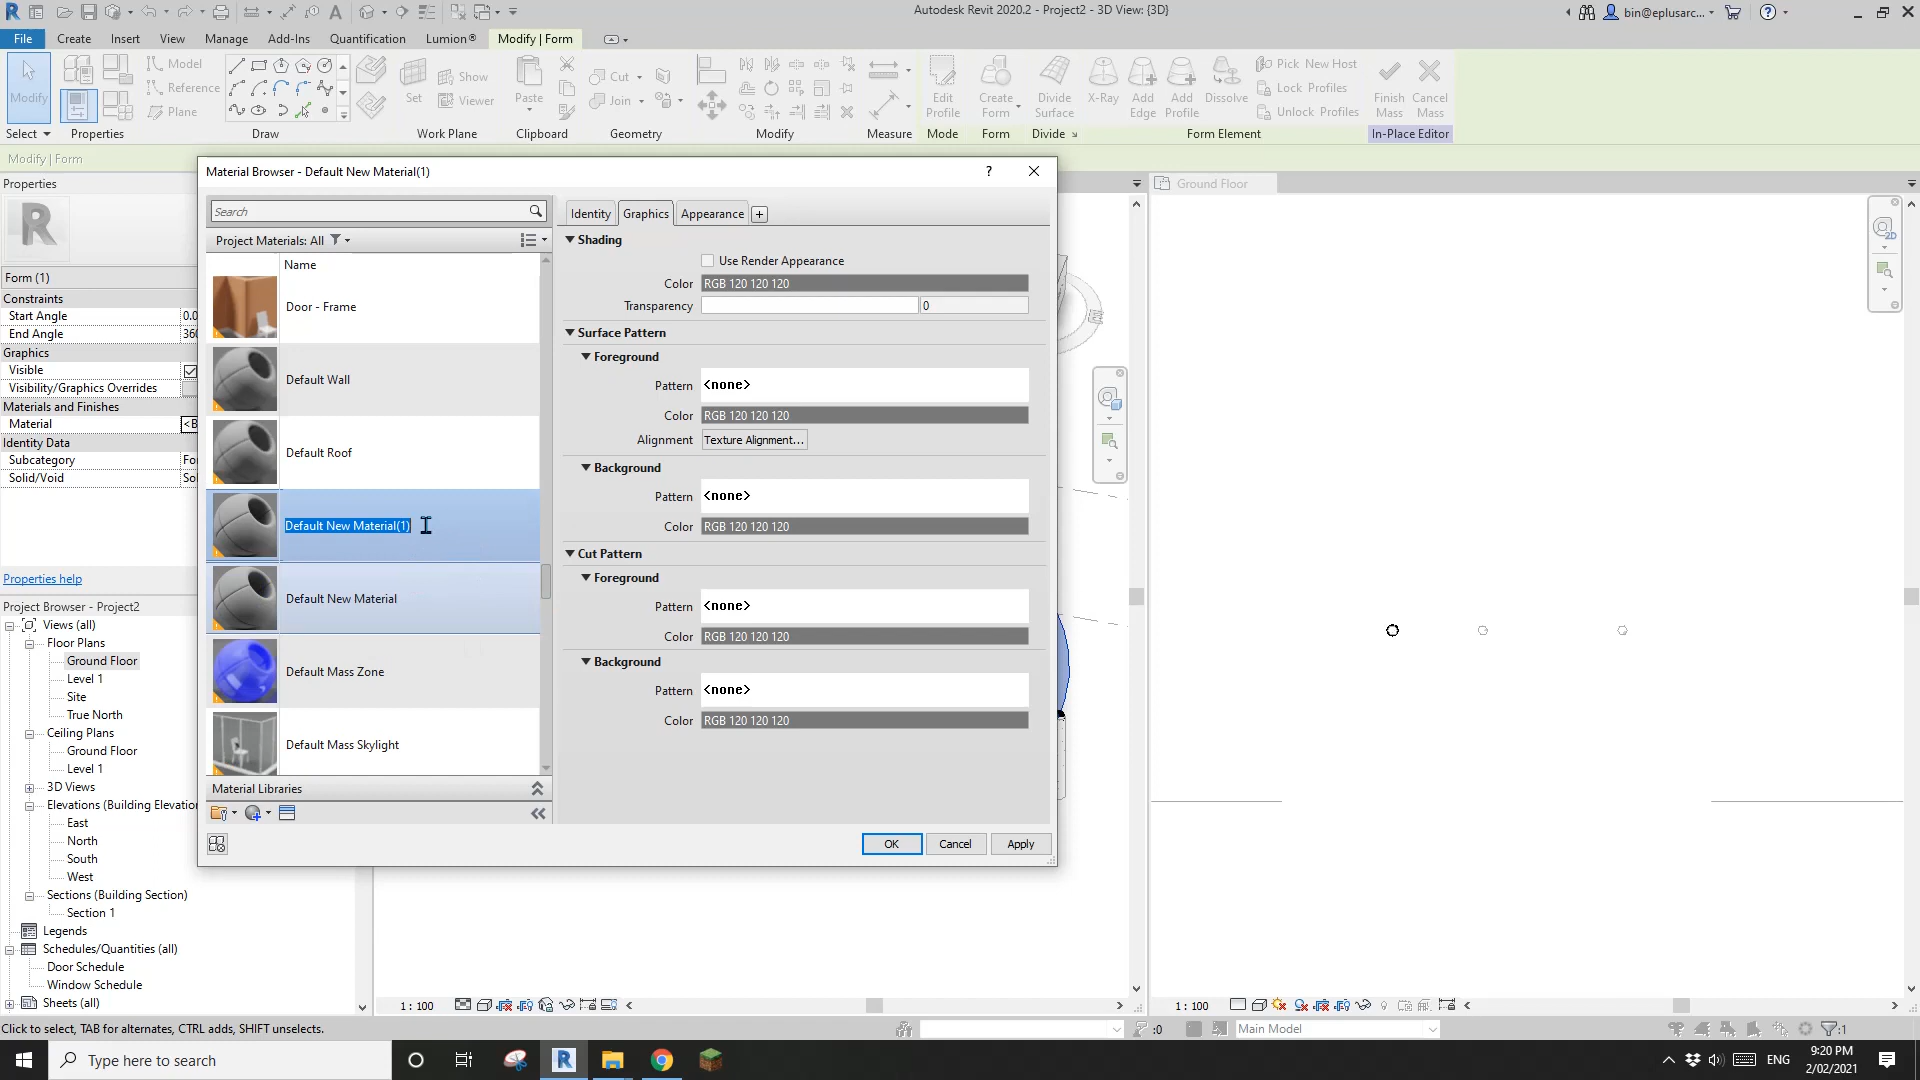 Autodesk Revit 2020.2 - Project2 - 3D View: {3D}
bin@eplusarc...
File Create Insert View Manage Add-Ins Quantification Lumion® Modify | Form
Modify
Select
Properties
Model
Reference
Plane
Draw
Set
Show
Viewer
Work Plane
Paste
Clipboard
Cut
Join
Geometry
Modify
Measure
Edit Profile
Mode
Create Form
Form
Divide Surface
Divide
X-Ray
Add Edge
Add Profile
Dissolve
Pick New Host
Lock Profiles
Unlock Profiles
Form Element
Finish Mass
Cancel Mass
In-Place Editor
Modify | Form
Properties
Form (1)
Constraints
Start Angle 0.0
End Angle 360
Graphics
Visible
Visibility/Graphics Overrides
Materials and Finishes
Material <B
Identity Data
Subcategory Fo
Solid/Void So
Properties help
Project Browser - Project2
Views (all)
Floor Plans
Ground Floor
Level 1
Site
True North
Ceiling Plans
Ground Floor
Level 1
3D Views
Elevations (Building Elevation
East
North
South
West
Sections (Building Section)
Section 1
Legends
Schedules/Quantities (all)
Door Schedule
Window Schedule
Sheets (all)
Material Browser - Default New Material(1)
?
Search
Project Materials: All
Name
Door - Frame
Default Wall
Default Roof
Default New Material(1)
Default New Material
Default Mass Zone
Default Mass Skylight
Material Libraries
Identity Graphics Appearance
Shading
Use Render Appearance
Color RGB 120 120 120
Transparency 0
Surface Pattern
Foreground
Pattern <none>
Color RGB 120 120 120
Alignment Texture Alignment...
Background
Pattern <none>
Color RGB 120 120 120
Cut Pattern
Foreground
Pattern <none>
Color RGB 120 120 120
Background
Pattern <none>
Color RGB 120 120 120
OK Cancel Apply
Ground Floor
2D
1 : 100
1 : 100
Click to select, TAB for alternates, CTRL adds, SHIFT unselects.
:0
Main Model
:1
Type here to search
ENG
9:20 PM
2/02/2021